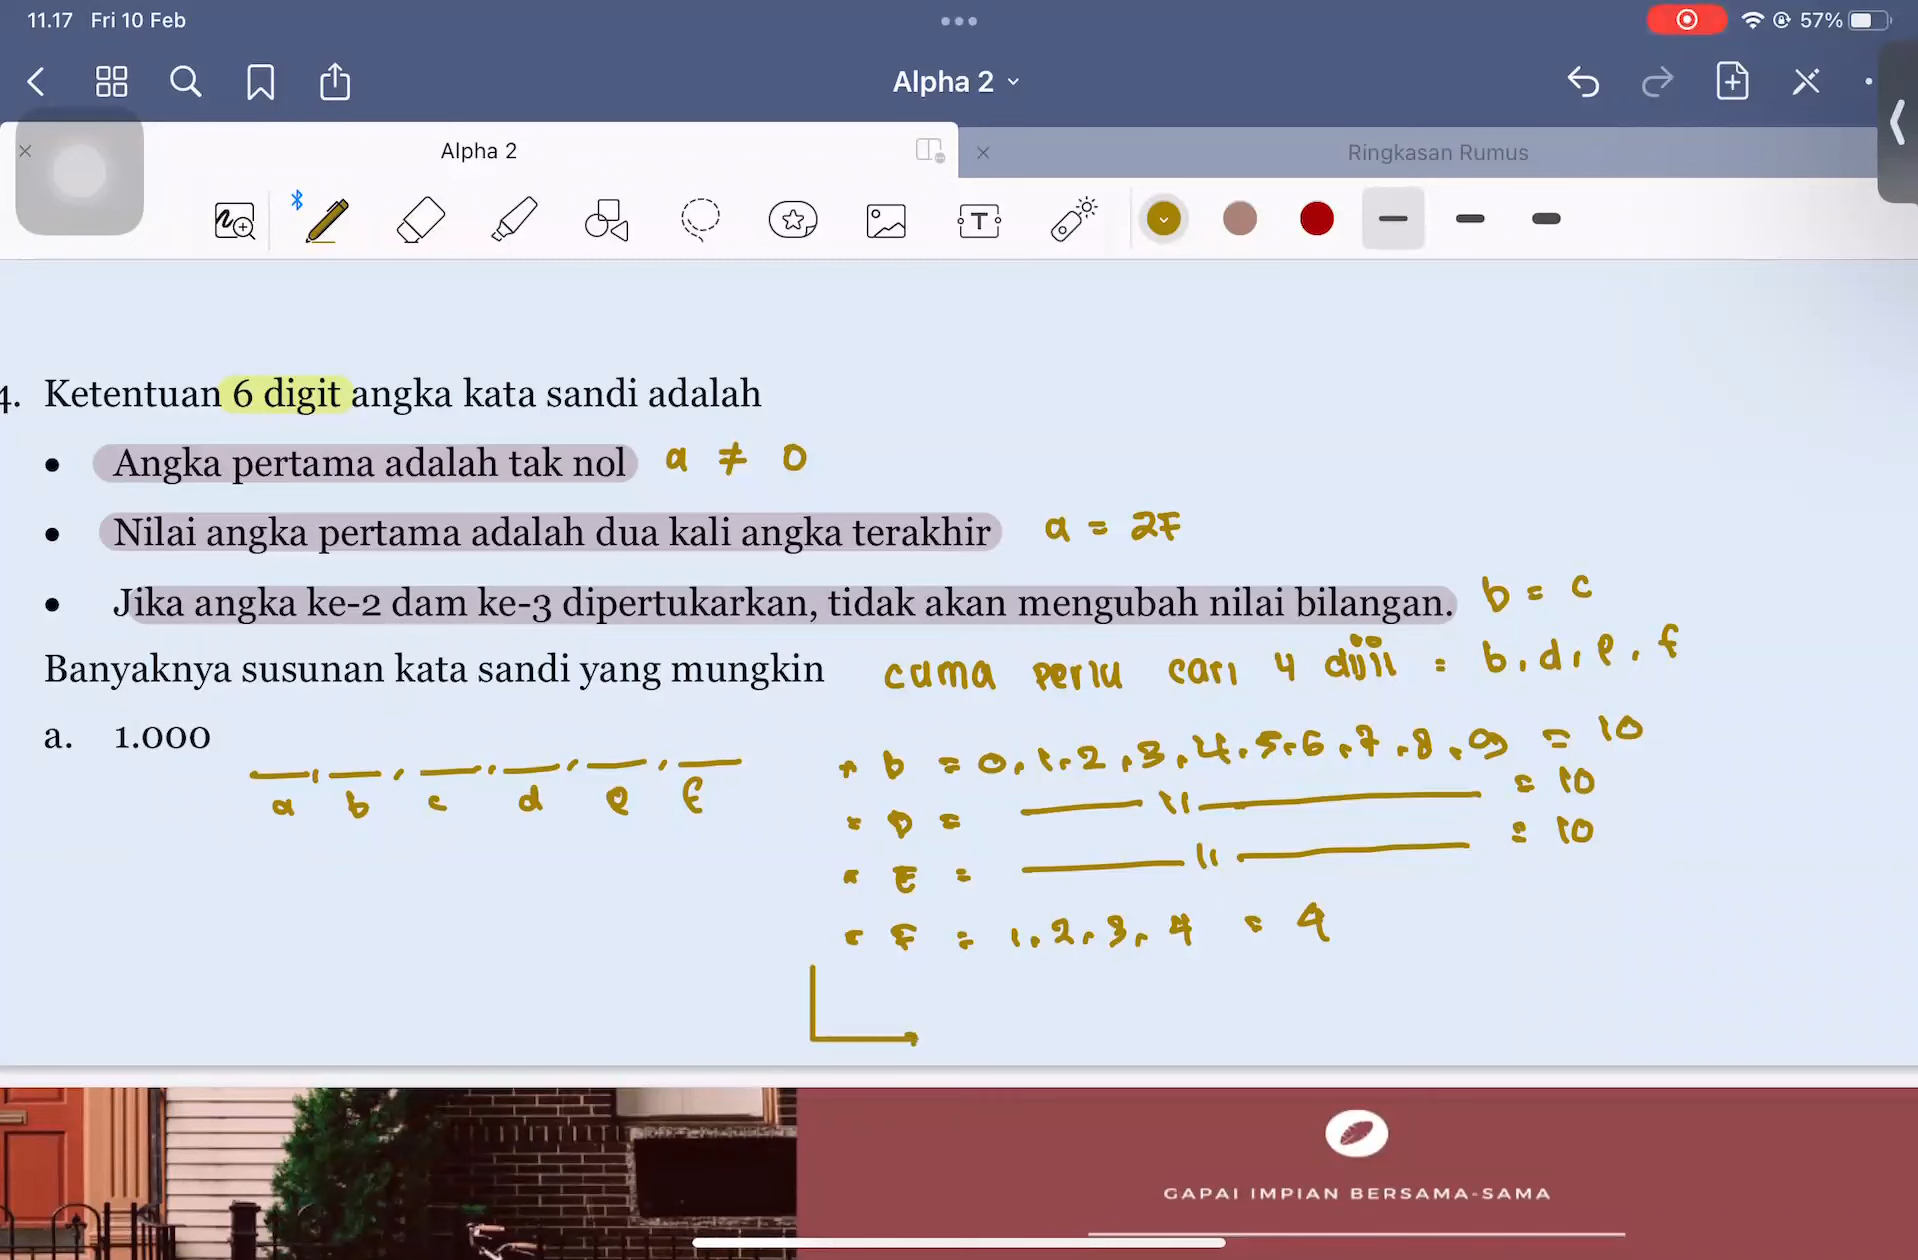 11.17 Fri 10 Feb
57%
Alpha 2
Alpha 2
Ringkasan Rumus
4. Ketentuan 6 digit angka kata sandi adalah
• Angka pertama adalah tak nol a ≠ 0
• Nilai angka pertama adalah dua kali angka terakhir a = 2F
• Jika angka ke-2 dam ke-3 dipertukarkan, tidak akan mengubah nilai bilangan. b = c
Banyaknya susunan kata sandi yang mungkin cuma perlu cari 4 dijit = b, d, e, f
a. 1.000
a b c d e f
b = 0, 1, 2, 3, 4, 5, 6, 7, 8, 9 = 10
D = —— 11 —— = 10
E = —— 11 —— = 10
F = 1, 2, 3, 4 = 4
GAPAI IMPIAN BERSAMA-SAMA